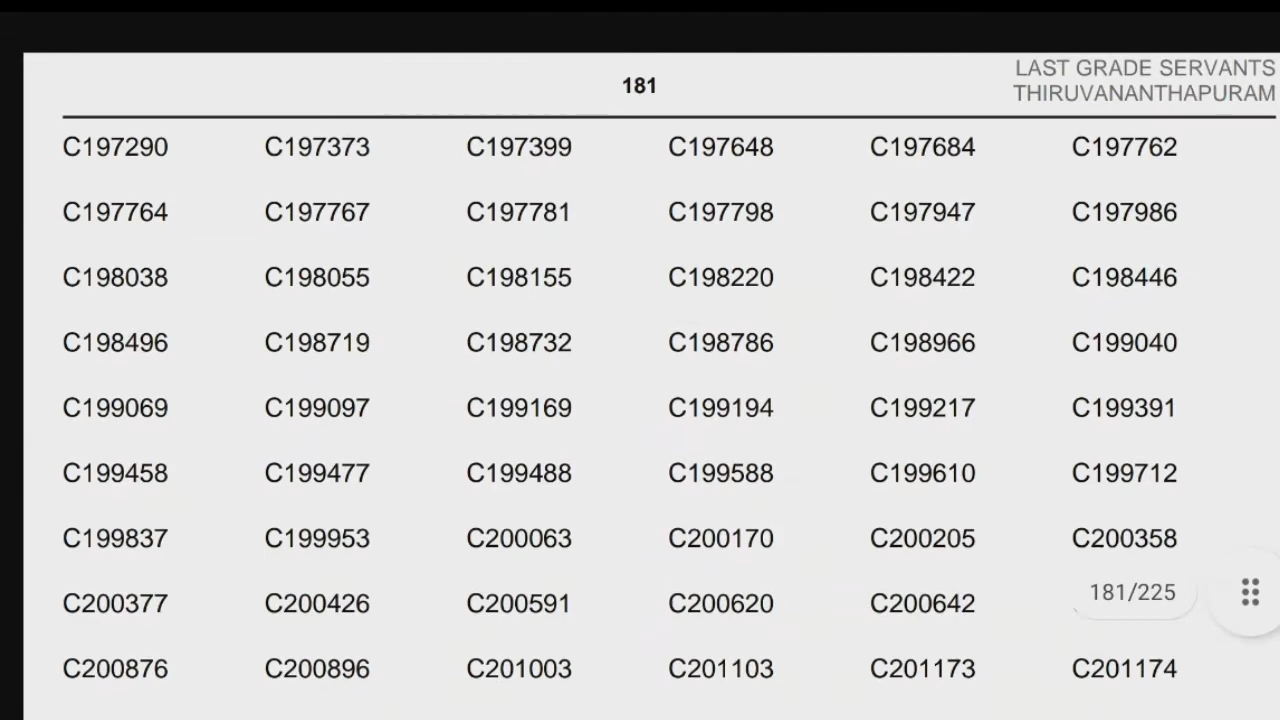 181
LAST GRADE SERVANTS
THIRUVANANTHAPURAM
C197290 C197373 C197399 C197648 C197684 C197762
C197764 C197767 C197781 C197798 C197947 C197986
C198038 C198055 C198155 C198220 C198422 C198446
C198496 C198719 C198732 C198786 C198966 C199040
C199069 C199097 C199169 C199194 C199217 C199391
C199458 C199477 C199488 C199588 C199610 C199712
C199837 C199953 C200063 C200170 C200205 C200358
C200377 C200426 C200591 C200620 C200642
181/225
C200876 C200896 C201003 C201103 C201173 C201174